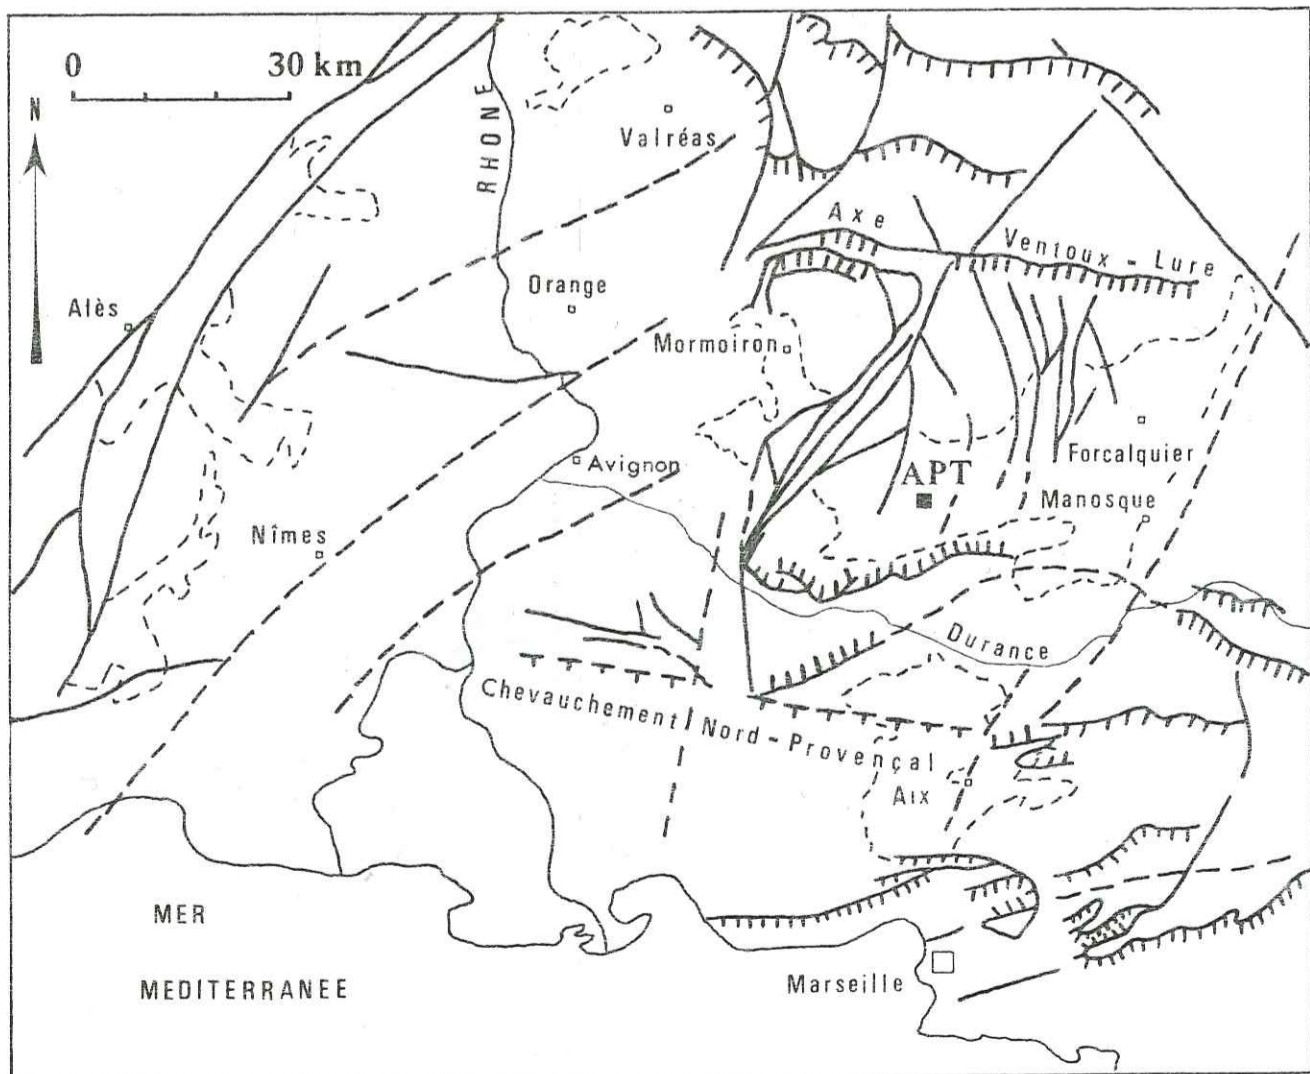 0 30 km
N
RHONE
Valréas
Axe
Ventoux - Lure
Alès
Orange
Mormoiron
Forcalquier
Avignon
APT
Manosque
Nîmes
Durance
Chevauchement Nord - Provençal
Aix
MER
MEDITERRANEE
Marseille